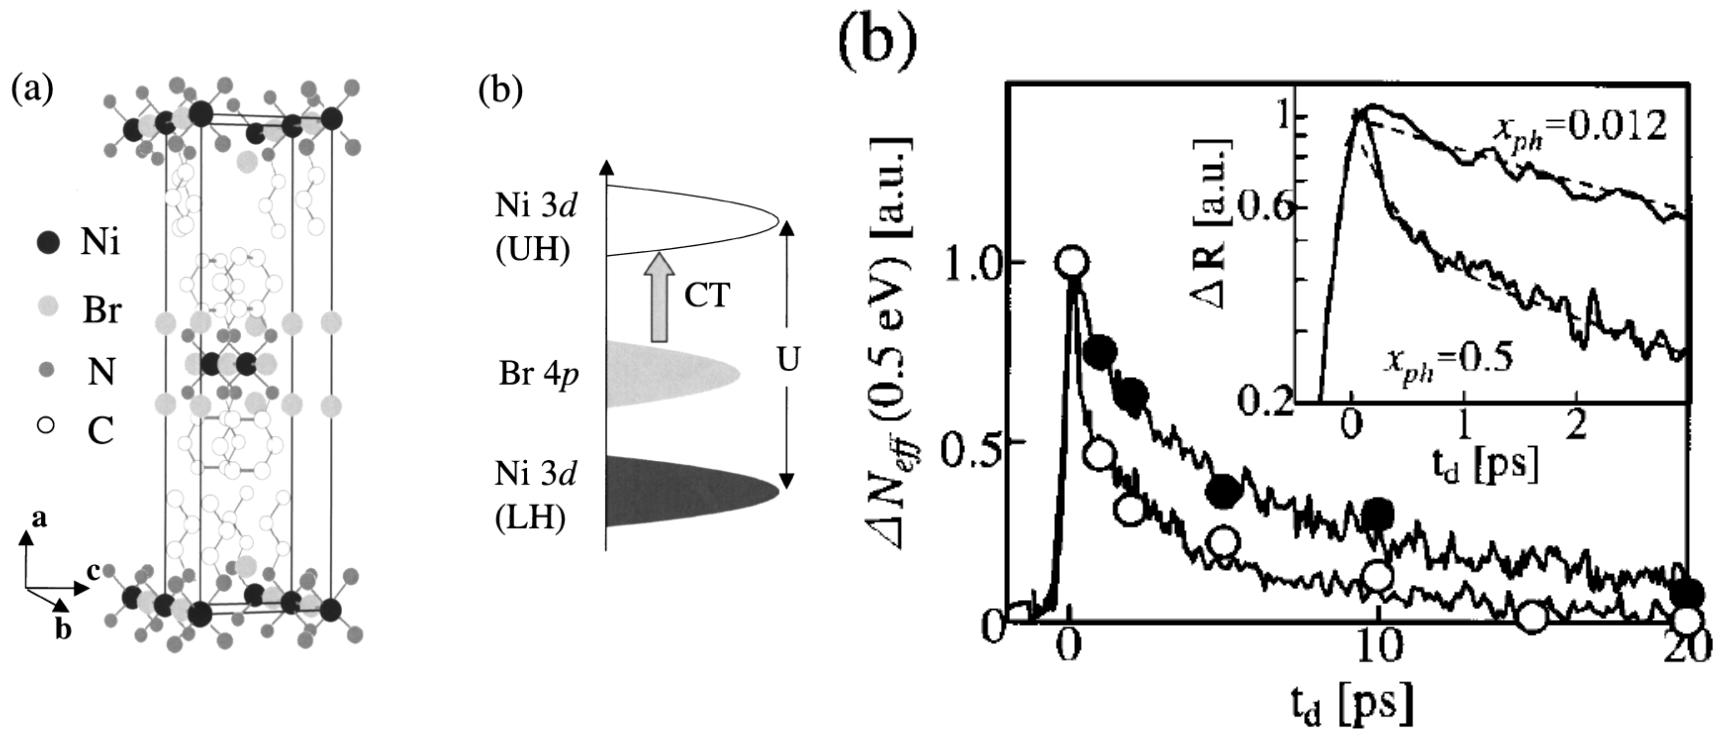 (a)
Ni
Br
N
C
a
c
b
(b)
Ni 3d
(UH)
CT
U
Br 4p
Ni 3d
(LH)
(b)
ΔN_eff (0.5 eV) [a.u.]
1.0
0.5
0
0
10
20
t_d [ps]
ΔR [a.u.]
1
0.6
0.2
x_ph=0.012
x_ph=0.5
0
1
2
t_d [ps]